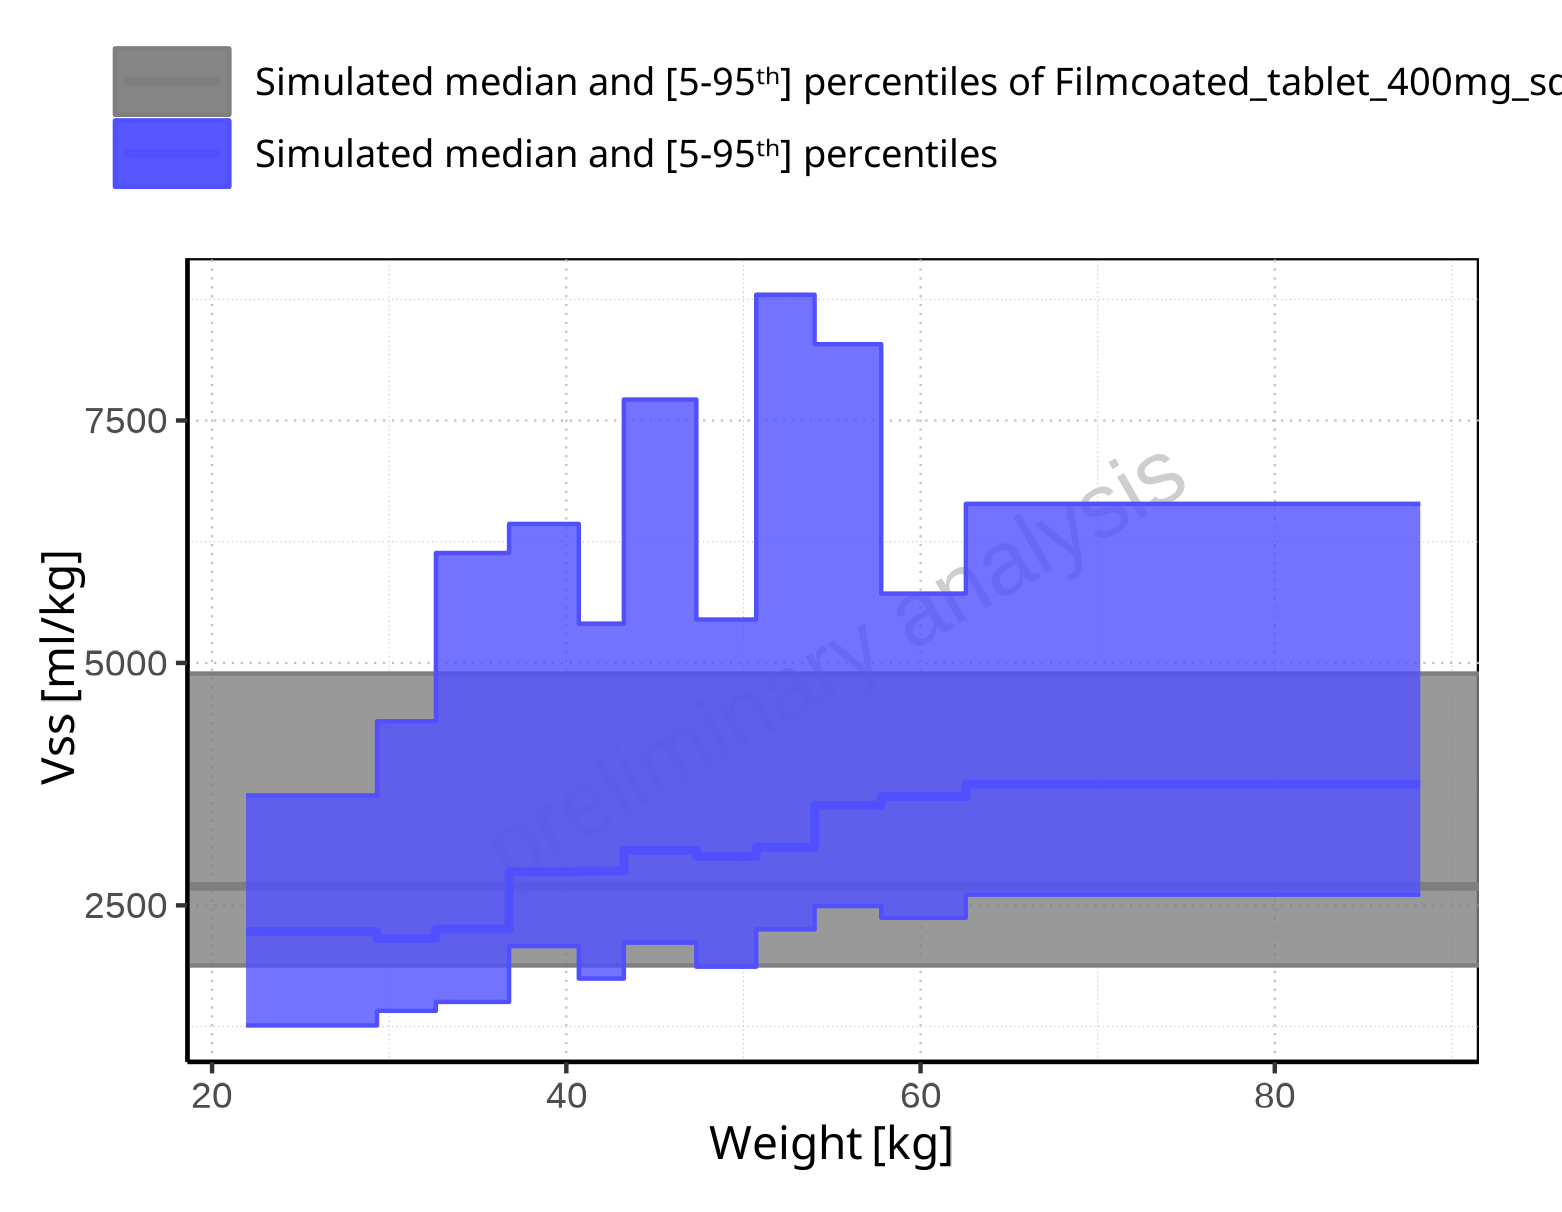 Simulated median and [5-95th] percentiles of Filmcoated_tablet_400mg_sd
Simulated median and [5-95th] percentiles
7500
5000
2500
Vss [ml/kg]
preliminary analysis
20 40 60 80
Weight [kg]